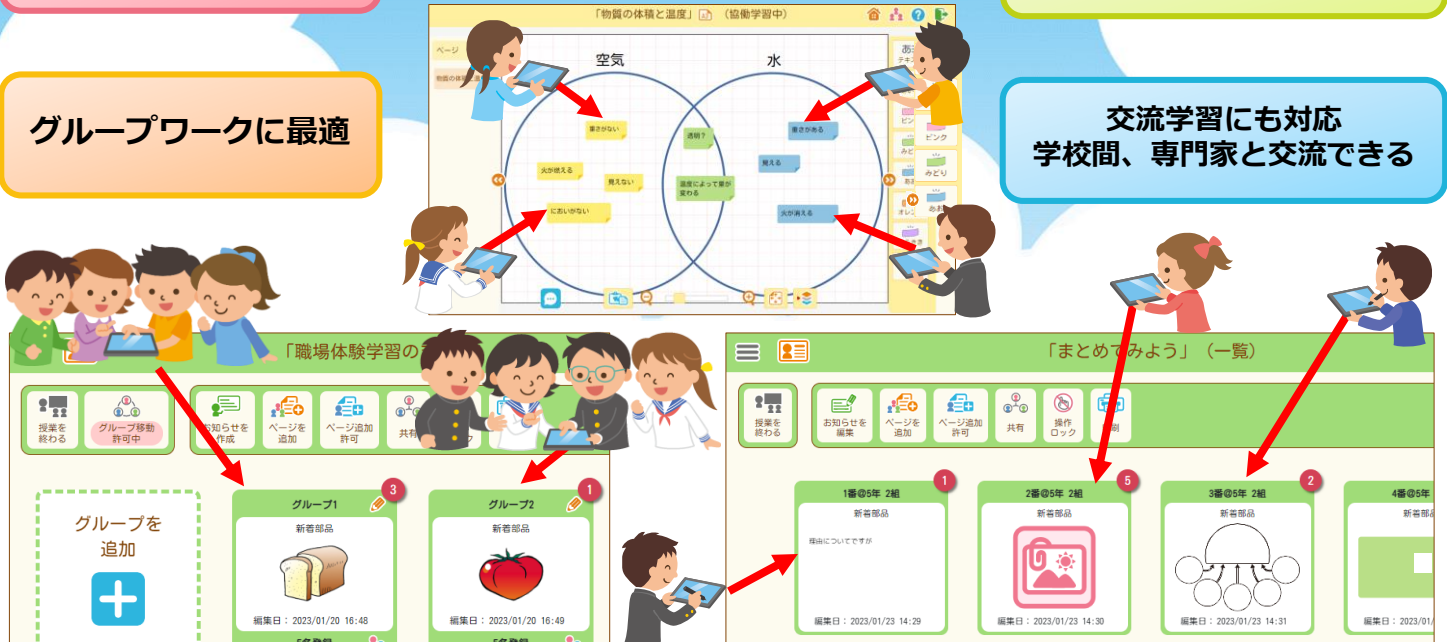 「物質の体積と温度」 （協働学習中）
グループワークに最適
交流学習にも対応
学校間、専門家と交流できる
ページ
空気
水
重さがない
火が燃える
見えない
においがない
透明？
温度によって量が
変わる
重さがある
見える
火が消える
ピンク
みどり
「職場体験学習の
授業を
終わる
グループ移動
許可中
お知らせを
作成
ページを
追加
ページ追加
許可
共有
グループを
追加
グループ1
3
新着部品
編集日：2023/01/20 16:48
グループ2
1
新着部品
編集日：2023/01/20 16:49
「まとめてみよう」（一覧）
授業を
終わる
お知らせを
編集
ページを
追加
ページ追加
許可
共有
操作
ロック
1番@5年 2組
1
新着部品
理由についてですが
編集日：2023/01/23 14:29
2番@5年 2組
5
新着部品
編集日：2023/01/23 14:30
3番@5年 2組
2
新着部品
編集日：2023/01/23 14:31
4番@5年
新着部品
編集日：2023/01/